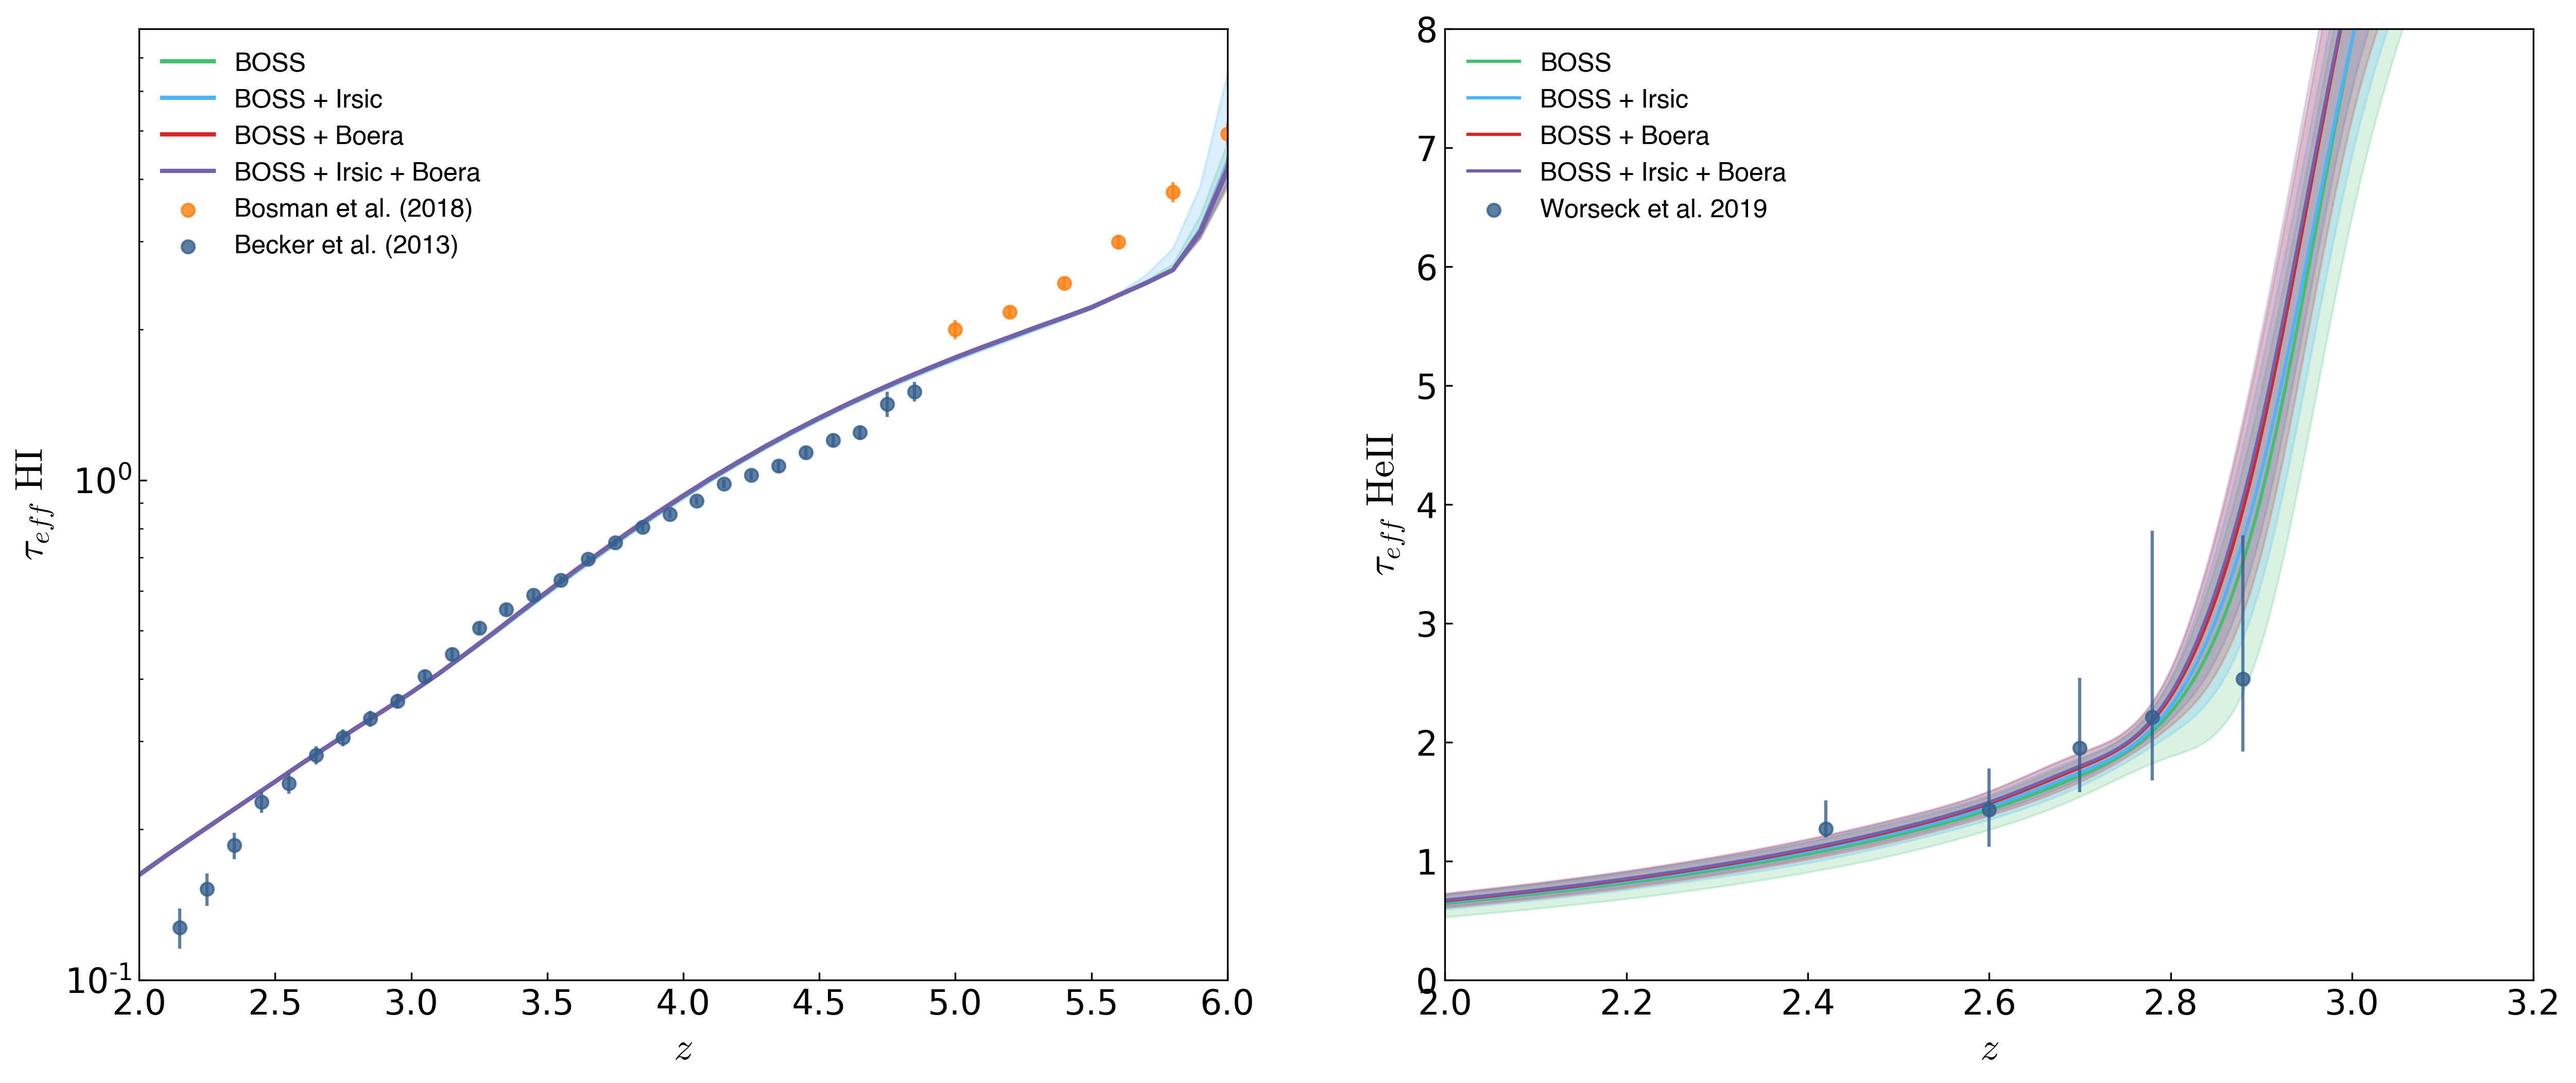 BOSS
BOSS + Irsic
BOSS + Boera
BOSS + Irsic + Boera
Bosman et al. (2018)
Becker et al. (2013)
10⁰
10⁻¹
τ_eff HI
2.0 2.5 3.0 3.5 4.0 4.5 5.0 5.5 6.0
z
BOSS
BOSS + Irsic
BOSS + Boera
BOSS + Irsic + Boera
Worseck et al. 2019
8
7
6
5
4
3
2
1
0
τ_eff HeII
2.0 2.2 2.4 2.6 2.8 3.0 3.2
z